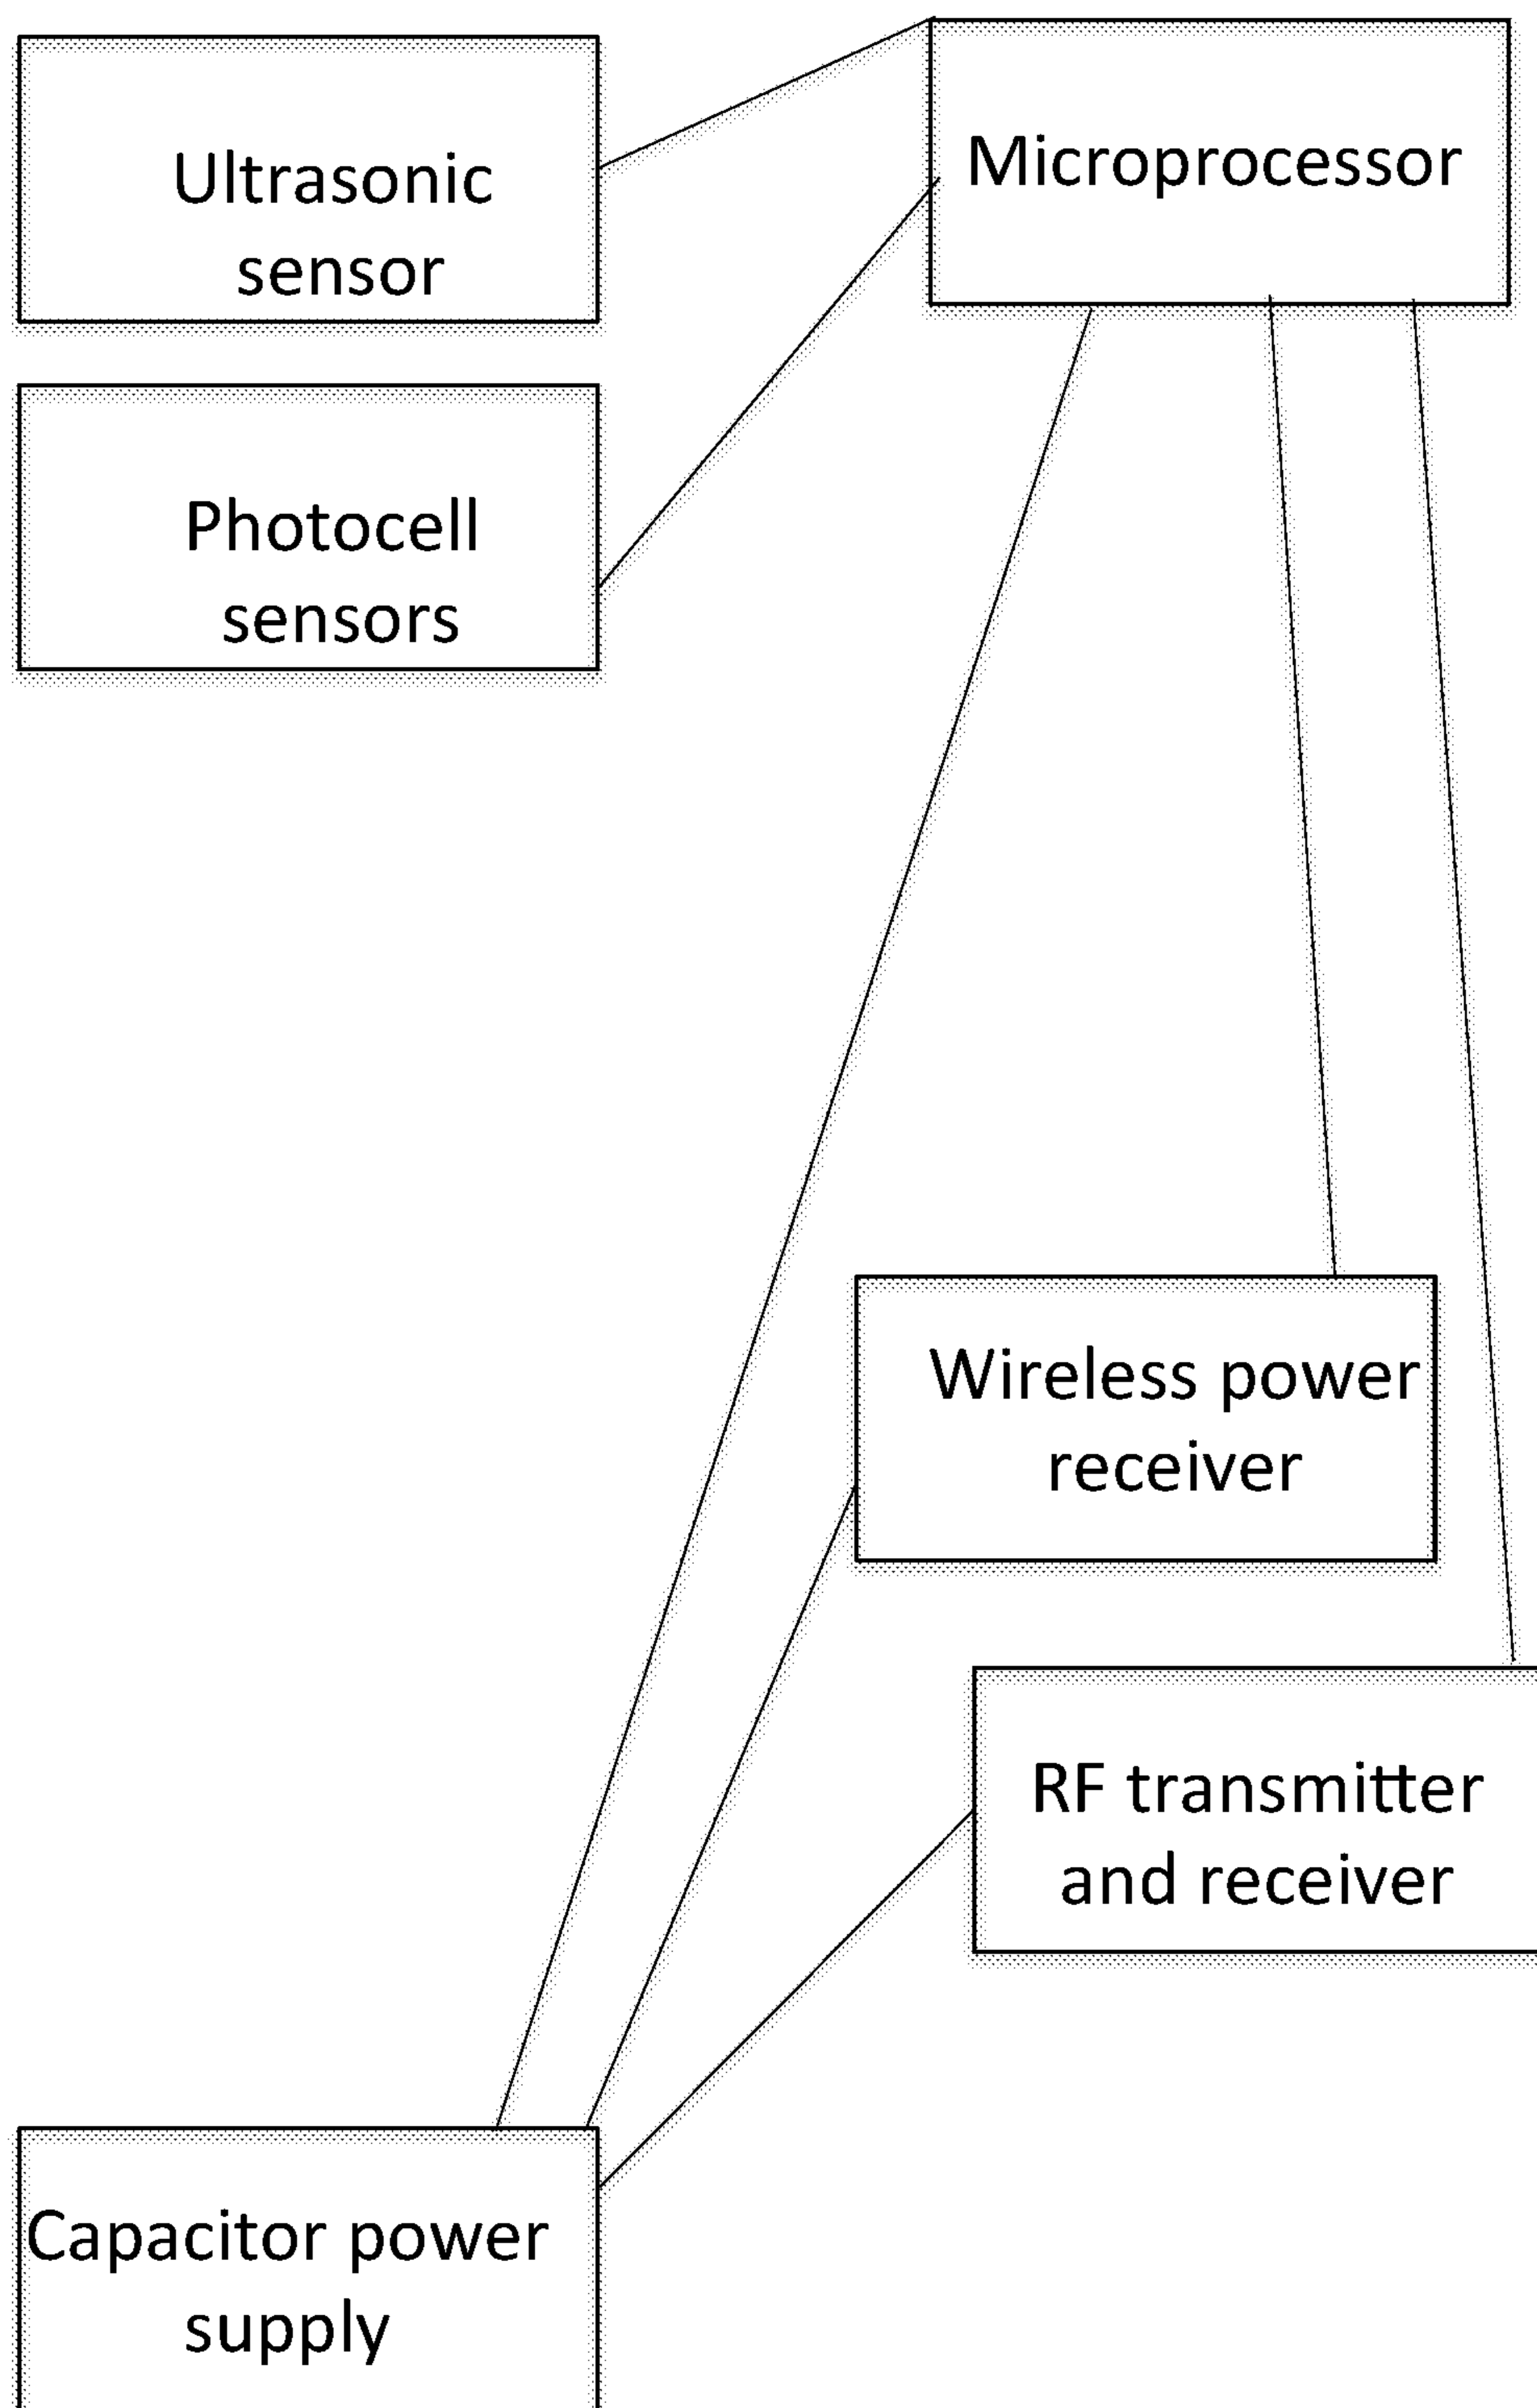 Ultrasonic
sensor
Microprocessor
Photocell
sensors
Wireless power
receiver
RF transmitter
and receiver
Capacitor power
supply